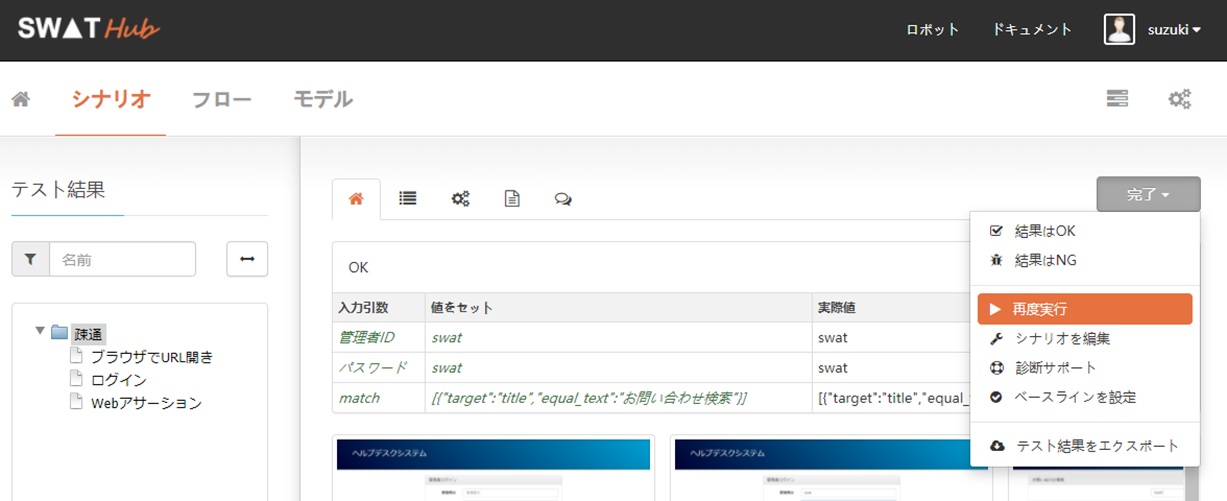 SWAT Hub
ロボット ドキュメント suzuki
シナリオ フロー モデル
テスト結果
完了
名前
結果はOK
結果はNG
OK
入力引数 値をセット 実際値
再度実行
管理者ID swat swat
シナリオを編集
疎通
ブラウザでURL開き
パスワード swat swat
診断サポート
ログイン
match [{"target":"title","equal_text":"お問い合わせ検索"}] [{"target":"title","equal_
ベースラインを設定
Webアサーション
テスト結果をエクスポート
ヘルプデスクシステム ヘルプデスクシステム